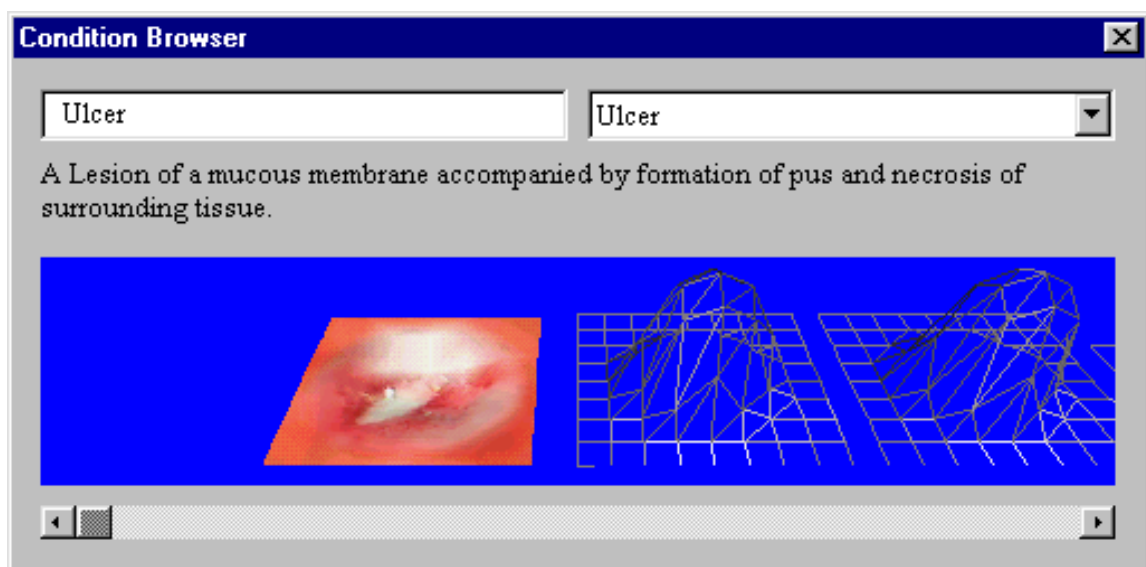 Condition Browser
Ulcer
Ulcer
A Lesion of a mucous membrane accompanied by formation of pus and necrosis of
surrounding tissue.